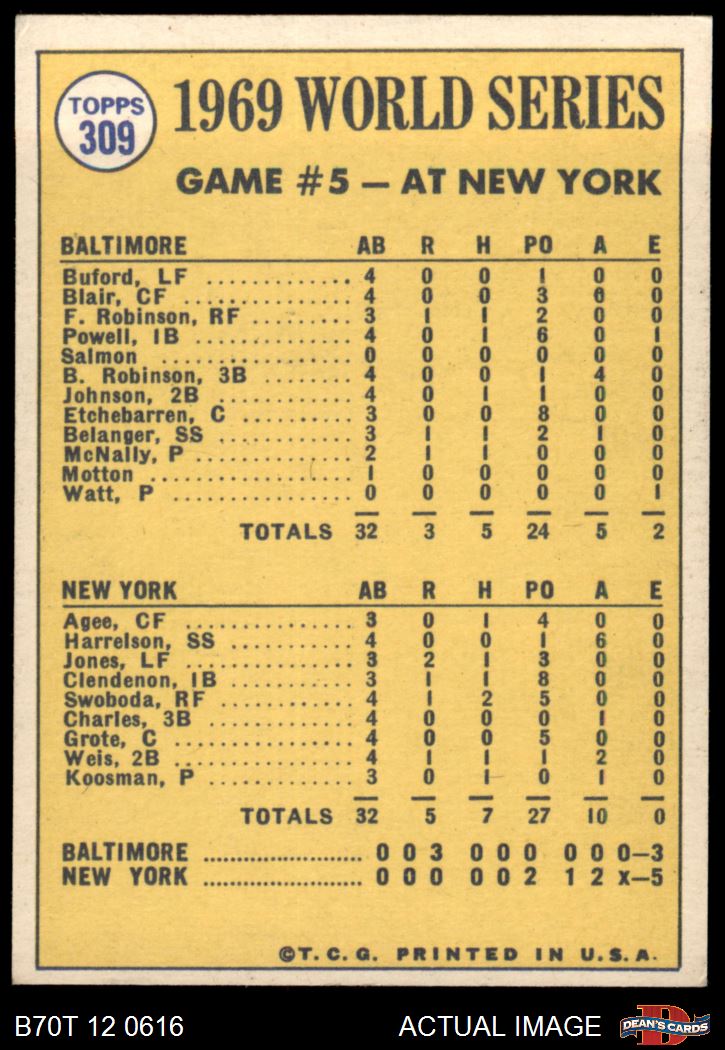 TOPPS
309
1969 WORLD SERIES
GAME #5 — AT NEW YORK
BALTIMORE AB R H PO A E
Buford, LF .............. 4 0 0 1 0 0
Blair, CF ................ 4 0 0 3 0 0
F. Robinson, RF ......... 3 1 1 2 0 0
Powell, 1B ............... 4 0 1 6 0 1
Salmon .................. 0 0 0 0 0 0
B. Robinson, 3B ......... 4 0 0 1 4 0
Johnson, 2B ............. 4 0 1 1 0 0
Etchebarren, C .......... 3 0 0 8 0 0
Belanger, SS ............ 3 1 1 2 1 0
McNally, P .............. 2 1 1 0 0 0
Motton .................. 1 0 0 0 0 0
Watt, P ................. 0 0 0 0 0 1
TOTALS 32 3 5 24 5 2
NEW YORK AB R H PO A E
Agee, CF ................ 3 0 1 4 0 0
Harrelson, SS ........... 4 0 0 1 6 0
Jones, LF ............... 3 2 1 3 0 0
Clendenon, 1B ........... 3 1 1 8 0 0
Swoboda, RF ............. 4 1 2 5 0 0
Charles, 3B ............. 4 0 0 0 1 0
Grote, C ................ 4 0 0 5 0 0
Weis, 2B ................ 4 1 1 1 2 0
Koosman, P .............. 3 0 1 0 1 0
TOTALS 32 5 7 27 10 0
BALTIMORE ........................ 0 0 3 0 0 0 0 0 0—3
NEW YORK ........................ 0 0 0 0 0 2 1 2 x—5
©T.C.G. PRINTED IN U.S.A.
B70T 12 0616 ACTUAL IMAGE D DEAN'S CARDS